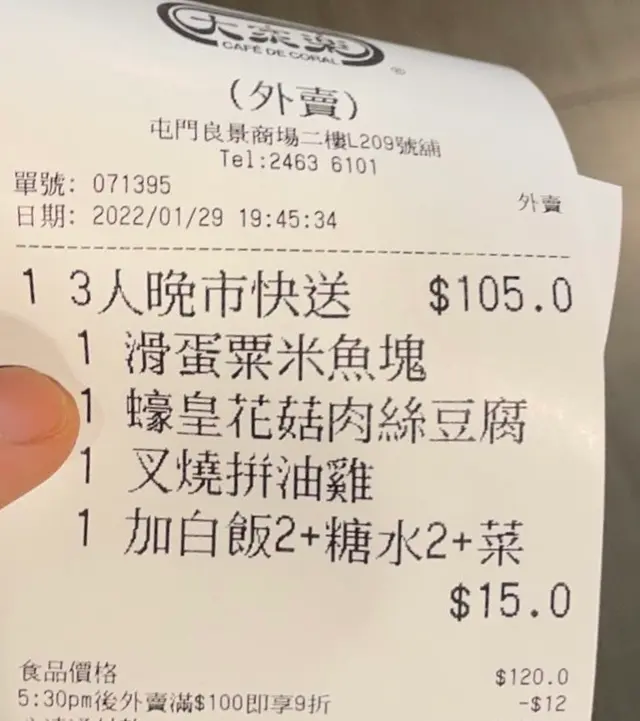 大家樂
CAFÉ DE CORAL
®
(外賣)
屯門良景商場二樓L209號舖
Tel:2463 6101
單號: 071395
外賣
日期: 2022/01/29 19:45:34
1 3人晚市快送 $105.0
1 滑蛋粟米魚塊
1 蠔皇花菇肉絲豆腐
1 叉燒拼油雞
1 加白飯2+糖水2+菜
$15.0
食品價格 $120.0
5:30pm後外賣滿$100即享9折 -$12